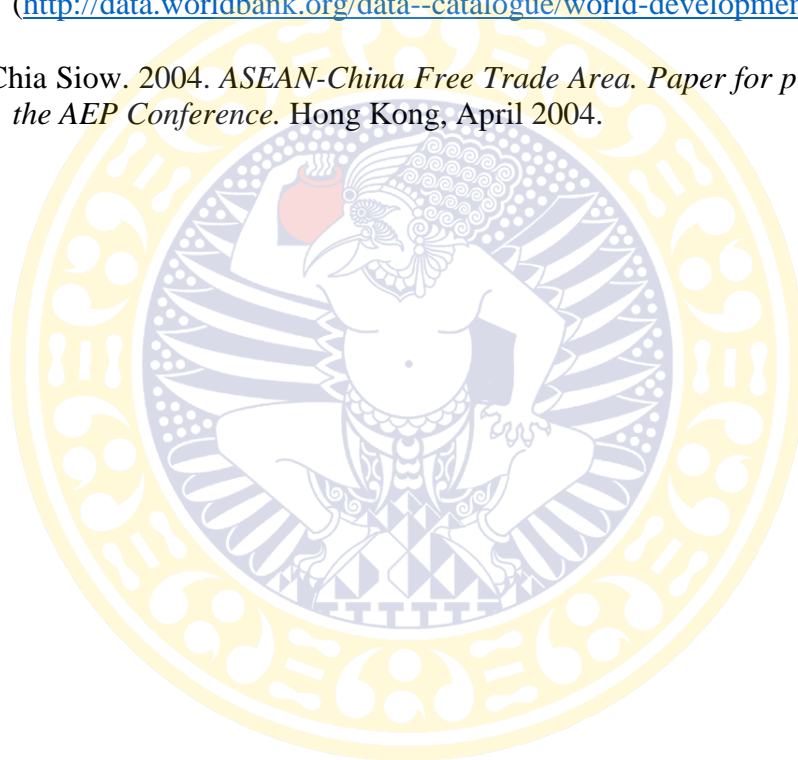 (http://data.worldbank.org/data--catalogue/world-developmen
Chia Siow. 2004. ASEAN-China Free Trade Area. Paper for p
the AEP Conference. Hong Kong, April 2004.